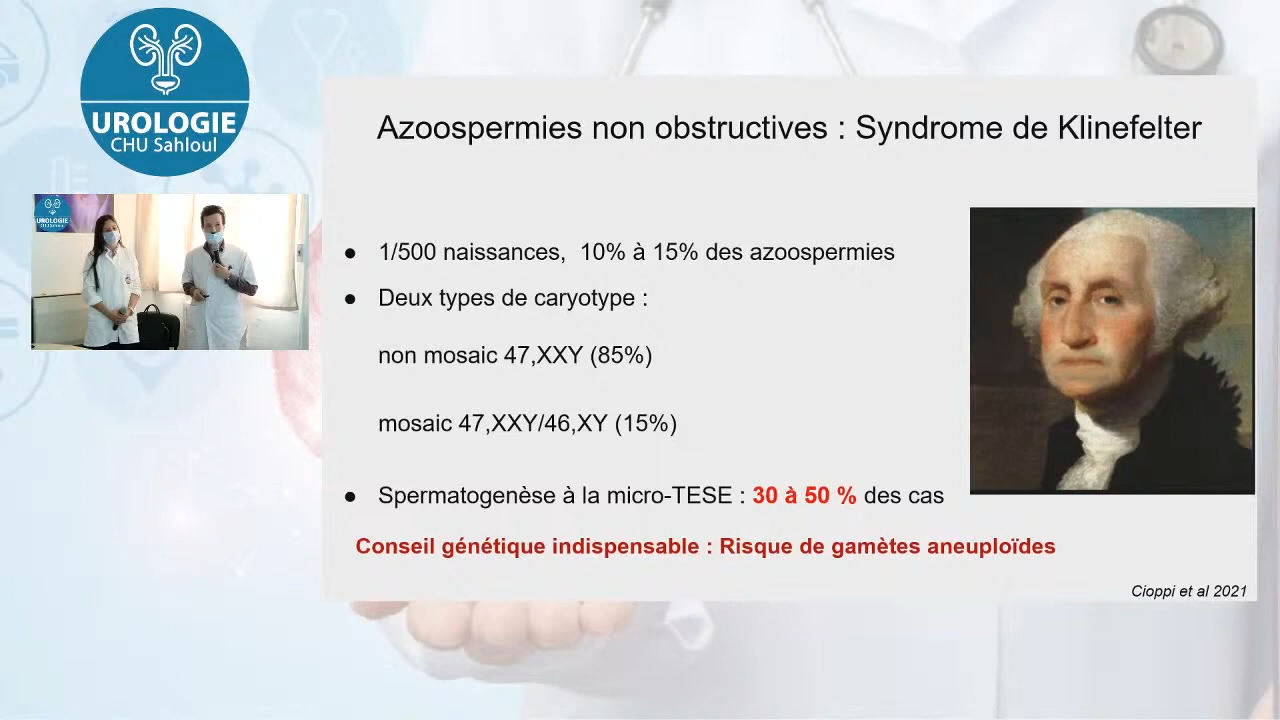 UROLOGIE
CHU Sahloul
UROLOGIE
Azoospermies non obstructives : Syndrome de Klinefelter
● 1/500 naissances, 10% à 15% des azoospermies
● Deux types de caryotype :
non mosaic 47,XXY (85%)
mosaic 47,XXY/46,XY (15%)
● Spermatogenèse à la micro-TESE : 30 à 50 % des cas
Conseil génétique indispensable : Risque de gamètes aneuploïdes
Cioppi et al 2021